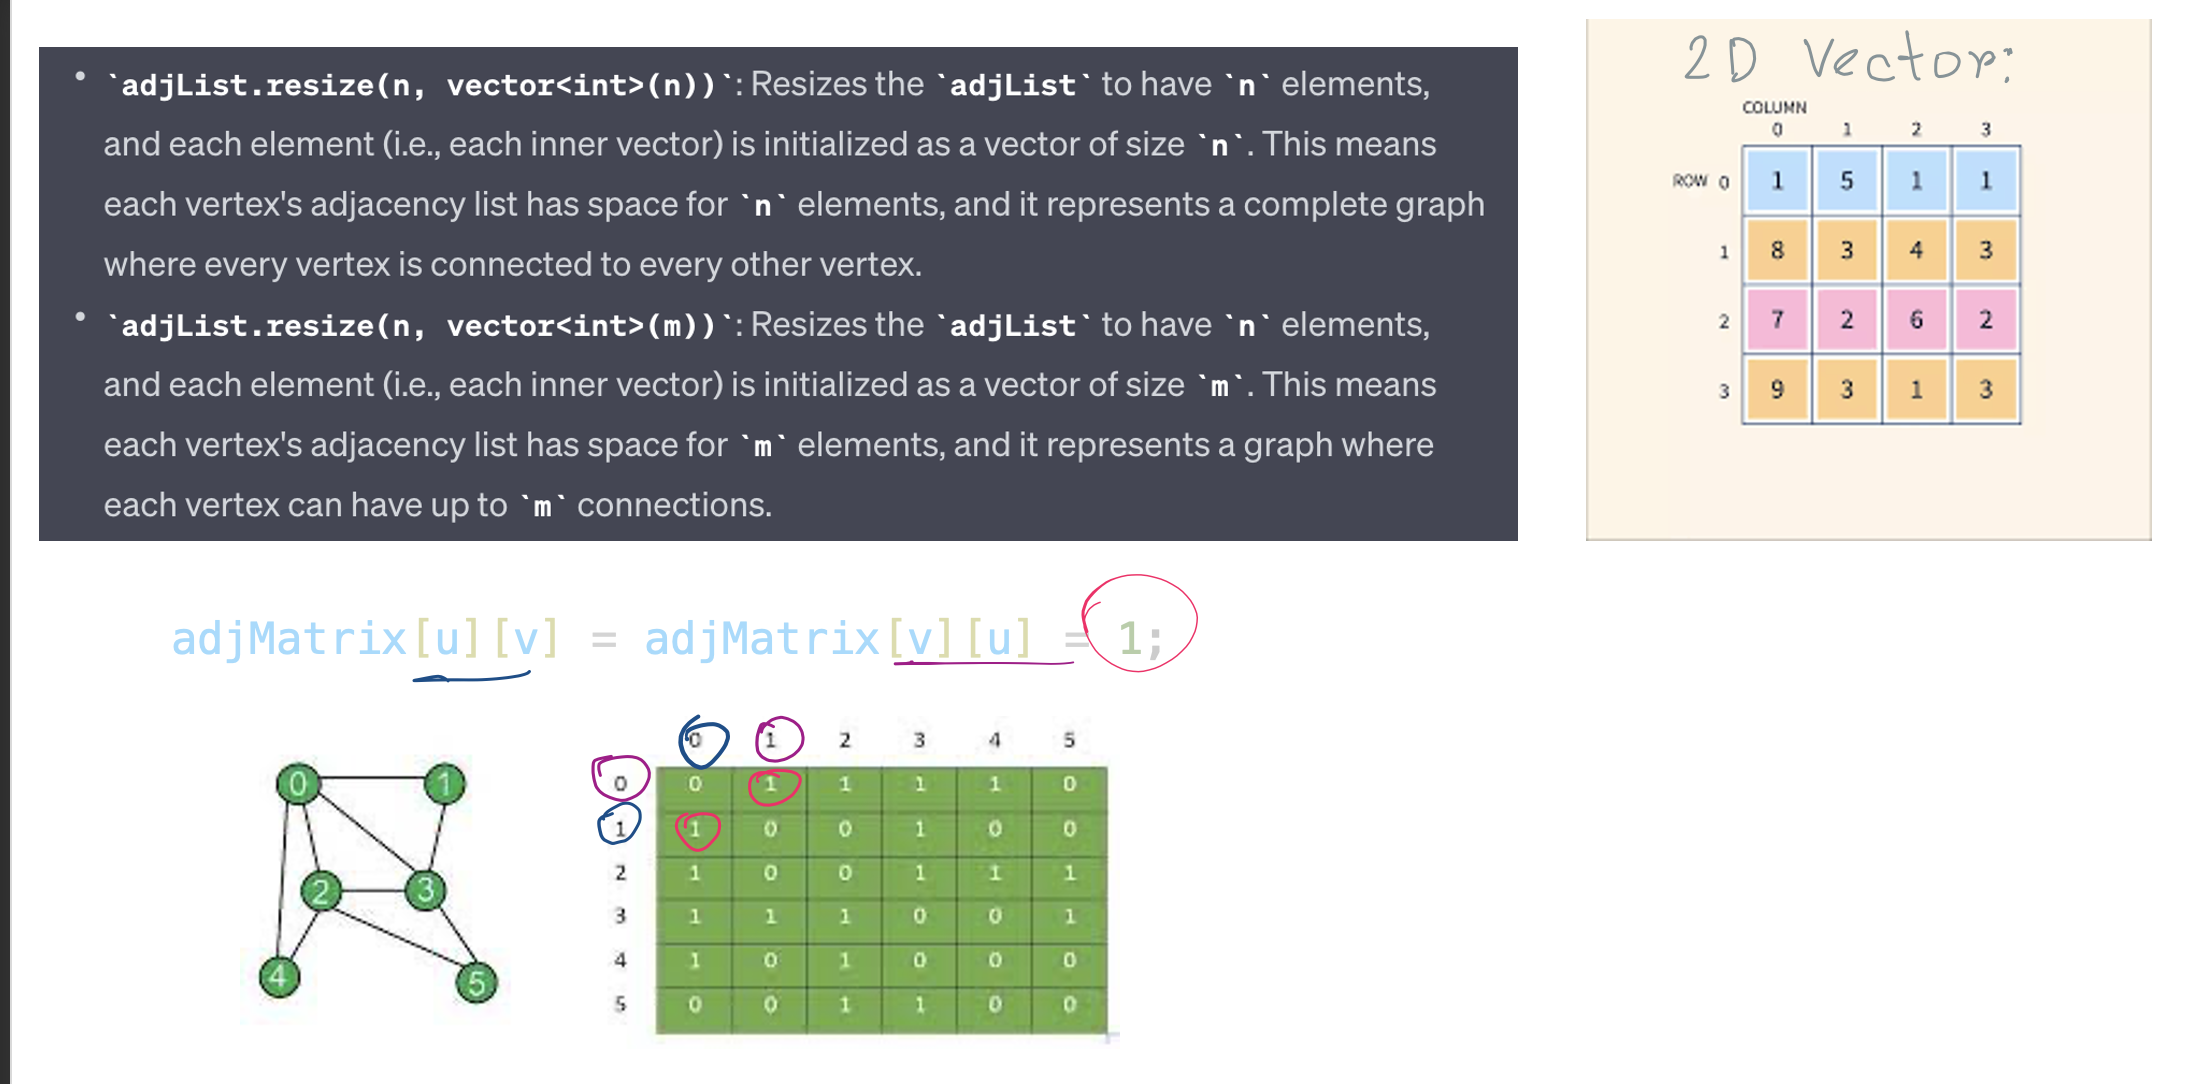 • `adjList.resize(n, vector<int>(n))`: Resizes the `adjList` to have `n` elements,
and each element (i.e., each inner vector) is initialized as a vector of size `n`. This means
each vertex's adjacency list has space for `n` elements, and it represents a complete graph
where every vertex is connected to every other vertex.
• `adjList.resize(n, vector<int>(m))`: Resizes the `adjList` to have `n` elements,
and each element (i.e., each inner vector) is initialized as a vector of size `m`. This means
each vertex's adjacency list has space for `m` elements, and it represents a graph where
each vertex can have up to `m` connections.
2D Vector:
COLUMN
0 1 2 3
ROW 0 1 5 1 1
1 8 3 4 3
2 7 2 6 2
3 9 3 1 3
adjMatrix[u][v] = adjMatrix[v][u] = 1;
0 1
2 3
4 5
0 1 2 3 4 5
0 0 1 1 1 1 0
1 1 0 0 1 0 0
2 1 0 0 1 1 1
3 1 1 1 0 0 1
4 1 0 1 0 0 0
5 0 0 1 1 0 0